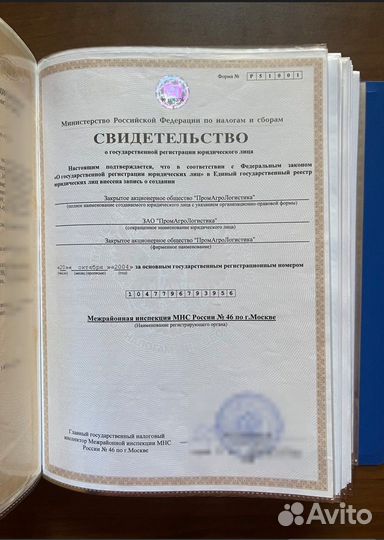 Форма № Р 5 1 0 0 1
Министерство Российской Федерации по налогам и сборам
СВИДЕТЕЛЬСТВО
о государственной регистрации юридического лица
Настоящим подтверждается, что в соответствии с Федеральным законом
«О государственной регистрации юридических лиц» в Единый государственный реестр
юридических лиц внесена запись о создании
Закрытое акционерное общество "ПромАгроЛогистика"
(полное наименование создаваемого юридического лица с указанием организационно-правовой формы)
ЗАО "ПромАгроЛогистика"
(сокращенное наименование юридического лица)
Закрытое акционерное общество "ПромАгроЛогистика"
(фирменное наименование)
«20» « октября » «2004» за основным государственным регистрационным номером
(число) (месяц прописью) (год)
1 0 4 7 7 9 6 7 9 3 9 5 6
Межрайонная инспекция МНС России № 46 по г.Москве
(Наименование регистрирующего органа)
Главный государственный налоговый
инспектор Межрайонной инспекции МНС
России № 46 по г.Москве
Avito